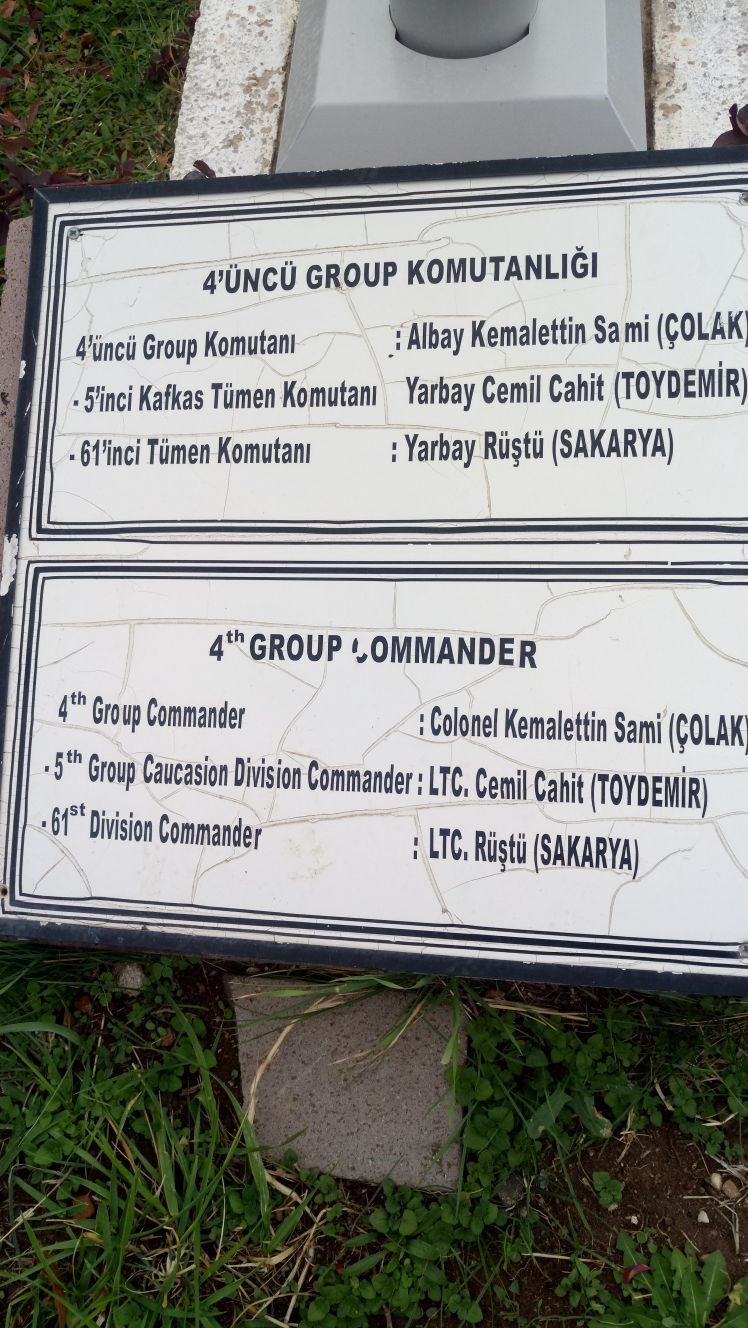 4'ÜNCÜ GROUP KOMUTANLIĞI
4'üncü Group Komutanı : Albay Kemalettin Sami (ÇOLAK)
- 5'inci Kafkas Tümen Komutanı Yarbay Cemil Cahit (TOYDEMİR)
- 61'inci Tümen Komutanı : Yarbay Rüştü (SAKARYA)
4th GROUP COMMANDER
4th Group Commander : Colonel Kemalettin Sami (ÇOLAK)
- 5th Group Caucasion Division Commander : LTC. Cemil Cahit (TOYDEMİR)
- 61st Division Commander : LTC. Rüştü (SAKARYA)